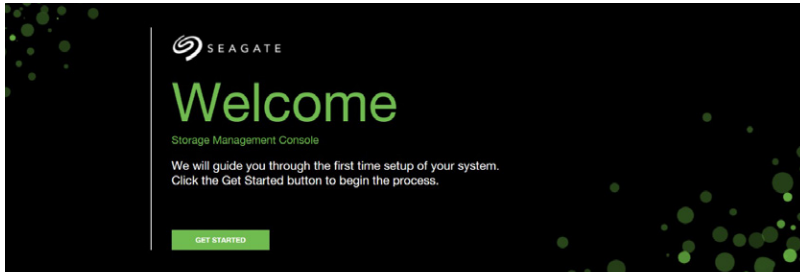 SEAGATE
Welcome
Storage Management Console
We will guide you through the first time setup of your system.
Click the Get Started button to begin the process.
GET STARTED